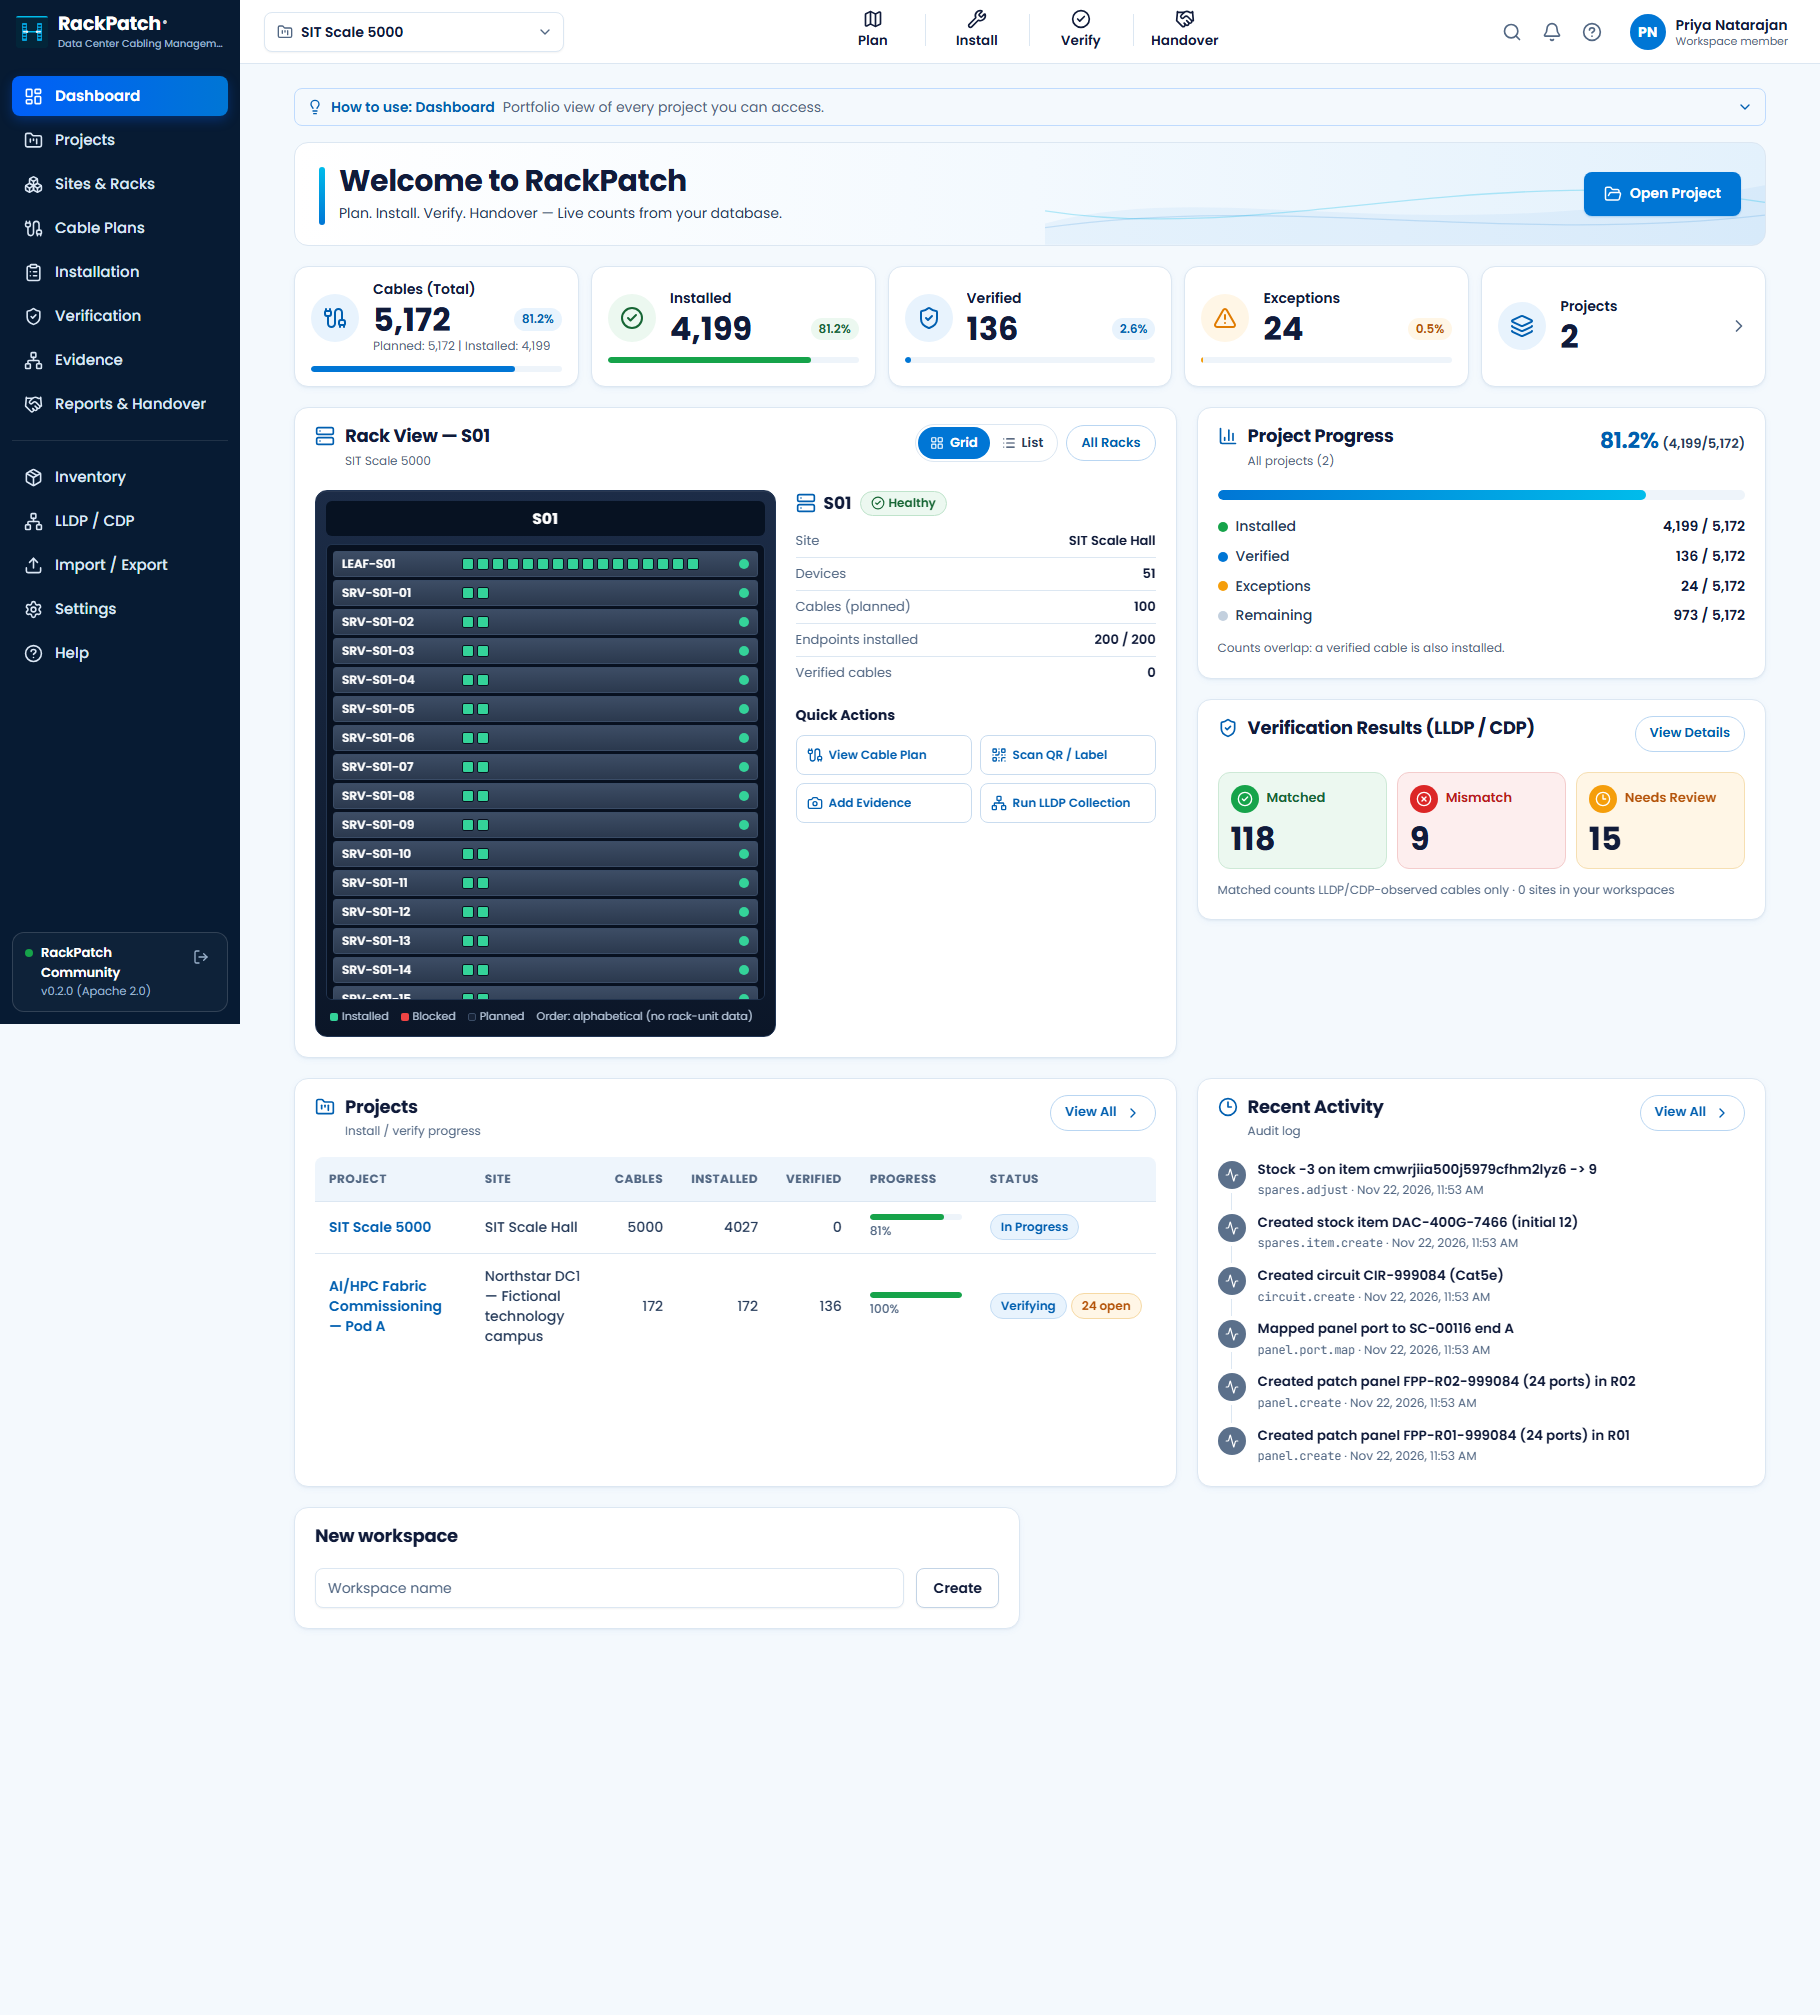 RackPatch
Data Center Cabling Managem...
SIT Scale 5000
Plan
Install
Verify
Handover
PN
Priya Natarajan
Workspace member
Dashboard
Projects
Sites & Racks
Cable Plans
Installation
Verification
Evidence
Reports & Handover
Inventory
LLDP / CDP
Import / Export
Settings
Help
RackPatch
Community
v0.2.0 (Apache 2.0)
How to use: Dashboard Portfolio view of every project you can access.
Welcome to RackPatch
Plan. Install. Verify. Handover — Live counts from your database.
Open Project
Cables (Total)
5,172
81.2%
Planned: 5,172 | Installed: 4,199
Installed
4,199
81.2%
Verified
136
2.6%
Exceptions
24
0.5%
Projects
2
Rack View — S01
SIT Scale 5000
Grid
List
All Racks
S01
LEAF-S01
SRV-S01-01
SRV-S01-02
SRV-S01-03
SRV-S01-04
SRV-S01-05
SRV-S01-06
SRV-S01-07
SRV-S01-08
SRV-S01-09
SRV-S01-10
SRV-S01-11
SRV-S01-12
SRV-S01-13
SRV-S01-14
SRV-S01-15
Installed Blocked Planned Order: alphabetical (no rack-unit data)
S01 Healthy
Site SIT Scale Hall
Devices 51
Cables (planned) 100
Endpoints installed 200 / 200
Verified cables 0
Quick Actions
View Cable Plan
Scan QR / Label
Add Evidence
Run LLDP Collection
Project Progress
All projects (2)
81.2% (4,199/5,172)
Installed 4,199 / 5,172
Verified 136 / 5,172
Exceptions 24 / 5,172
Remaining 973 / 5,172
Counts overlap: a verified cable is also installed.
Verification Results (LLDP / CDP)
View Details
Matched
118
Mismatch
9
Needs Review
15
Matched counts LLDP/CDP-observed cables only · 0 sites in your workspaces
Projects
Install / verify progress
View All
PROJECT SITE CABLES INSTALLED VERIFIED PROGRESS STATUS
SIT Scale 5000 SIT Scale Hall 5000 4027 0 81% In Progress
AI/HPC Fabric
Commissioning
— Pod A
Northstar DC1
— Fictional
technology
campus
172 172 136 100% Verifying 24 open
Recent Activity
Audit log
View All
Stock -3 on item cmwrjiia500j5979cfhm2lyz6 -> 9
spares.adjust · Nov 22, 2026, 11:53 AM
Created stock item DAC-400G-7466 (initial 12)
spares.item.create · Nov 22, 2026, 11:53 AM
Created circuit CIR-999084 (Cat5e)
circuit.create · Nov 22, 2026, 11:53 AM
Mapped panel port to SC-00116 end A
panel.port.map · Nov 22, 2026, 11:53 AM
Created patch panel FPP-R02-999084 (24 ports) in R02
panel.create · Nov 22, 2026, 11:53 AM
Created patch panel FPP-R01-999084 (24 ports) in R01
panel.create · Nov 22, 2026, 11:53 AM
New workspace
Workspace name
Create